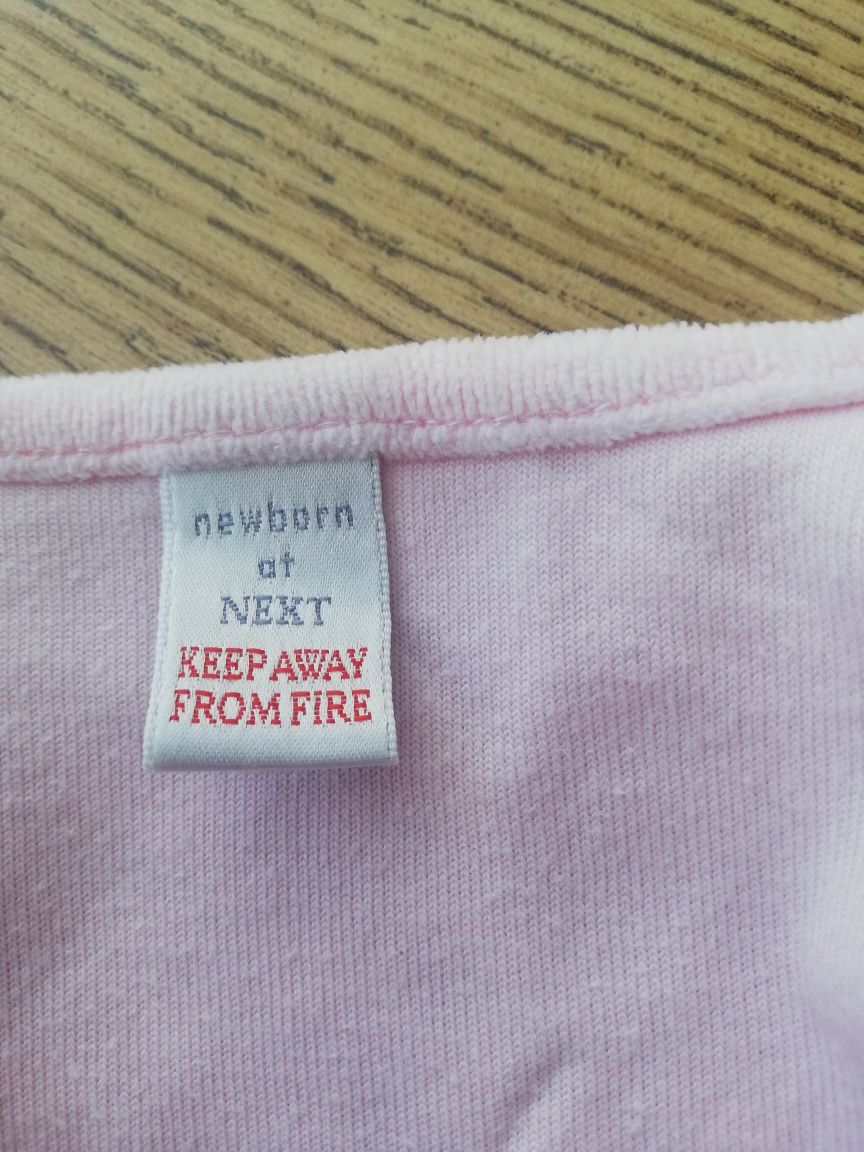 newborn
at
NEXT
KEEP AWAY
FROM FIRE